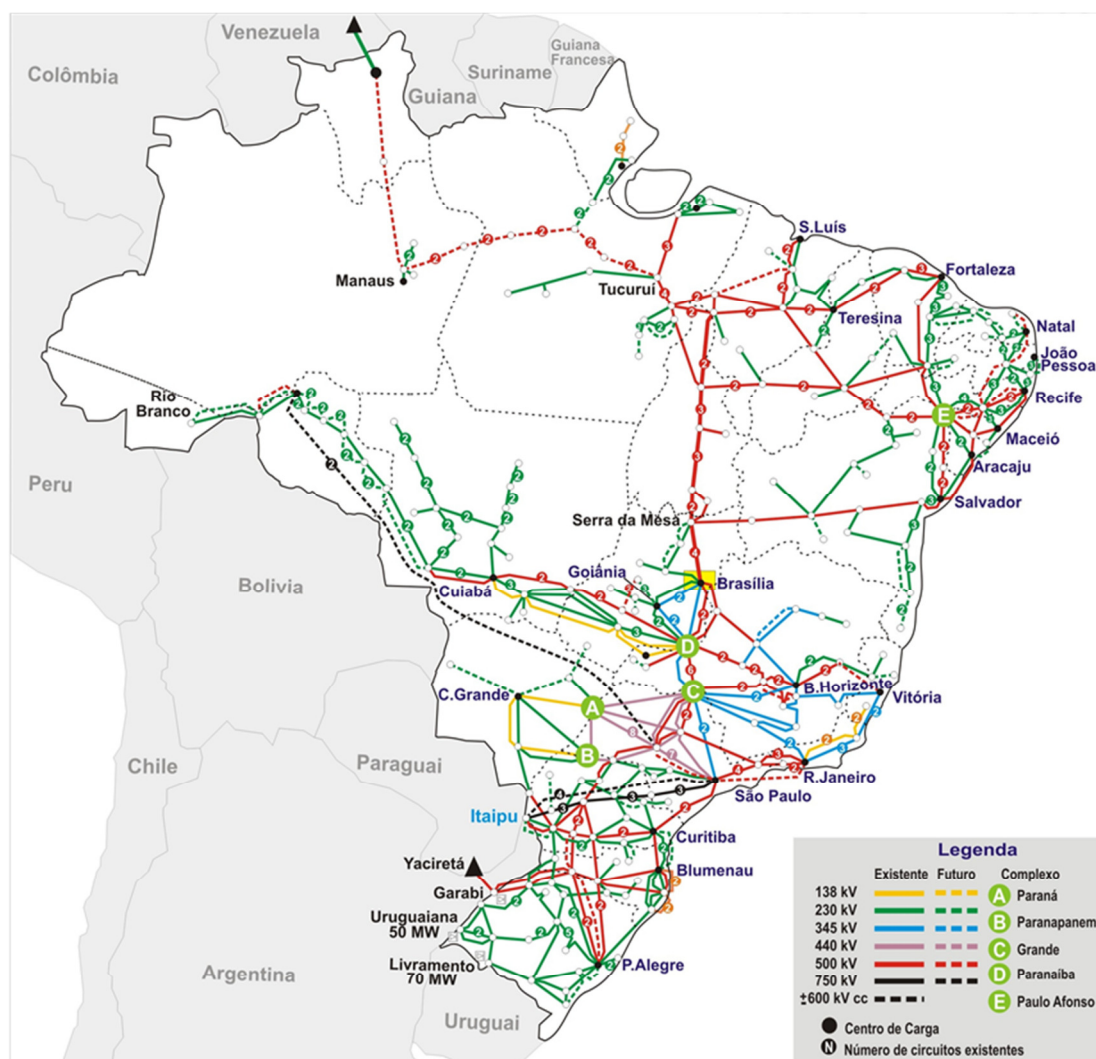 Venezuela
Guiana
Francesa
Colômbia
Suriname
Guiana
S.Luís
Manaus
Tucuruí
Fortaleza
Teresina
Natal
João
Pessoa
Rio
Branco
Recife
E
Maceió
Peru
Aracaju
Salvador
Serra da Mesa
Bolivia
Goiânia
Brasília
Cuiabá
D
C
B.Horizonte
Vitória
C.Grande
A
B
Chile
Paraguai
R.Janeiro
São Paulo
Itaipu
Curitiba
Yaciretá
Blumenau
Garabi
Uruguaiana
50 MW
Livramento
70 MW
P.Alegre
Argentina
Uruguai
Legenda
Existente Futuro Complexo
138 kV A Paraná
230 kV B Paranapanem
345 kV C Grande
440 kV
500 kV D Paranaíba
750 kV
±600 kV cc E Paulo Afonso
Centro de Carga
N Número de circuitos existentes